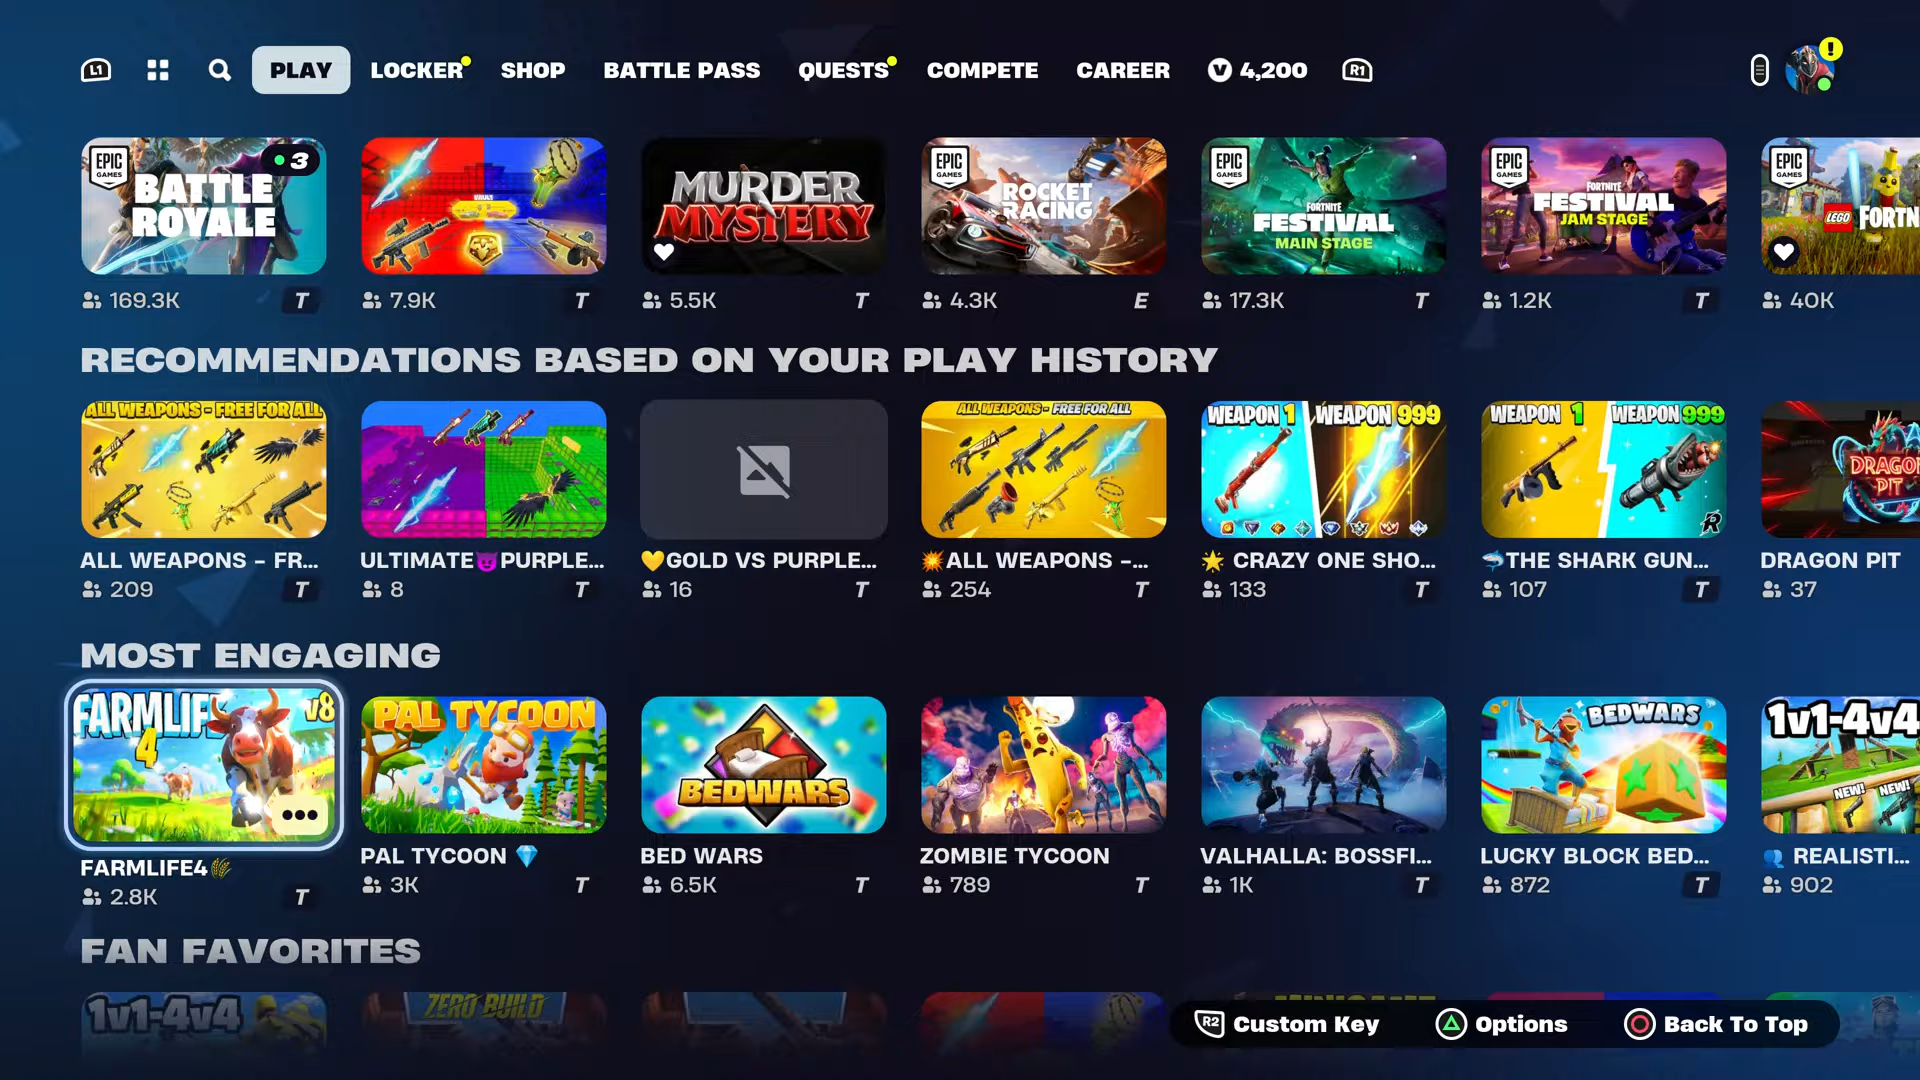 L1 PLAY LOCKER SHOP BATTLE PASS QUESTS COMPETE CAREER V 4,200 R1 !
EPIC GAMES BATTLE ROYALE 3
VAULT
MURDER MYSTERY
EPIC GAMES ROCKET RACING
EPIC GAMES FORTNITE FESTIVAL MAIN STAGE
EPIC GAMES FORTNITE FESTIVAL JAM STAGE
EPIC GAMES LEGO FORTN
169.3K T 7.9K T 5.5K T 4.3K E 17.3K T 1.2K T 40K
RECOMMENDATIONS BASED ON YOUR PLAY HISTORY
ALL WEAPONS - FREE FOR ALL
ALL WEAPONS - FREE FOR ALL
WEAPON 1 WEAPON 999
WEAPON 1 WEAPON 999 R
DRAGON PIT
ALL WEAPONS - FR... ULTIMATE😈PURPLE... 💛GOLD VS PURPLE... 💥ALL WEAPONS -... 🌟 CRAZY ONE SHO... 🦈THE SHARK GUN... DRAGON PIT
209 T 8 T 16 T 254 T 133 T 107 T 37
MOST ENGAGING
FARMLIF 4 v8
PAL TYCOON
BEDWARS
BEDWARS
1v1-4v4
NEW! NEW!
FARMLIFE4🌾 PAL TYCOON 💎 BED WARS ZOMBIE TYCOON VALHALLA: BOSSFI... LUCKY BLOCK BED... REALISTI...
2.8K T 3K T 6.5K T 789 T 1K T 872 T 902
FAN FAVORITES
1v1-4v4 ZERO BUILD
R2 Custom Key Options Back To Top